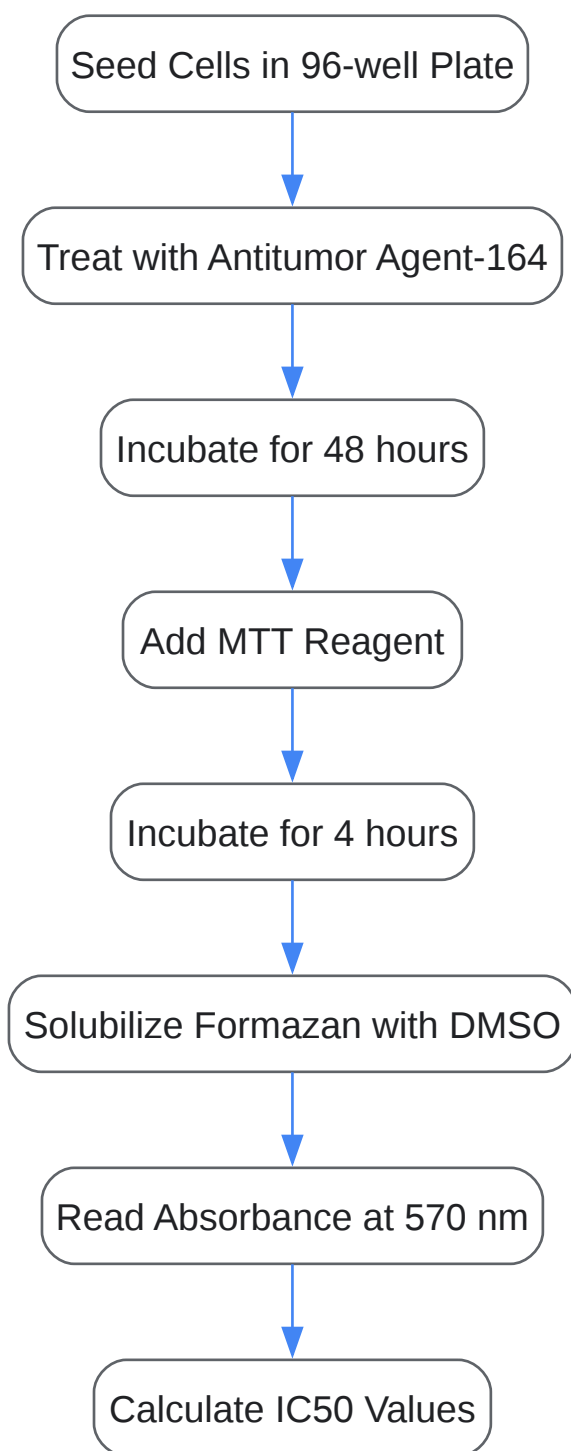 Seed Cells in 96-well Plate
Treat with Antitumor Agent-164
Incubate for 48 hours
Add MTT Reagent
Incubate for 4 hours
Solubilize Formazan with DMSO
Read Absorbance at 570 nm
Calculate IC50 Values